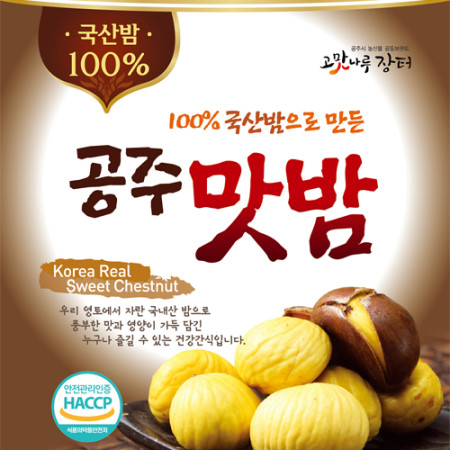 국산밤
100%
공주시 농산물 공동브랜드
고맛나루 장터
100% 국산밤으로 만든
공주맛밤
Korea Real
Sweet Chestnut
우리 영토에서 자란 국내산 밤으로
풍부한 맛과 영양이 가득 담긴
누구나 즐길 수 있는 건강간식입니다.
안전관리인증
HACCP
식품의약품안전처